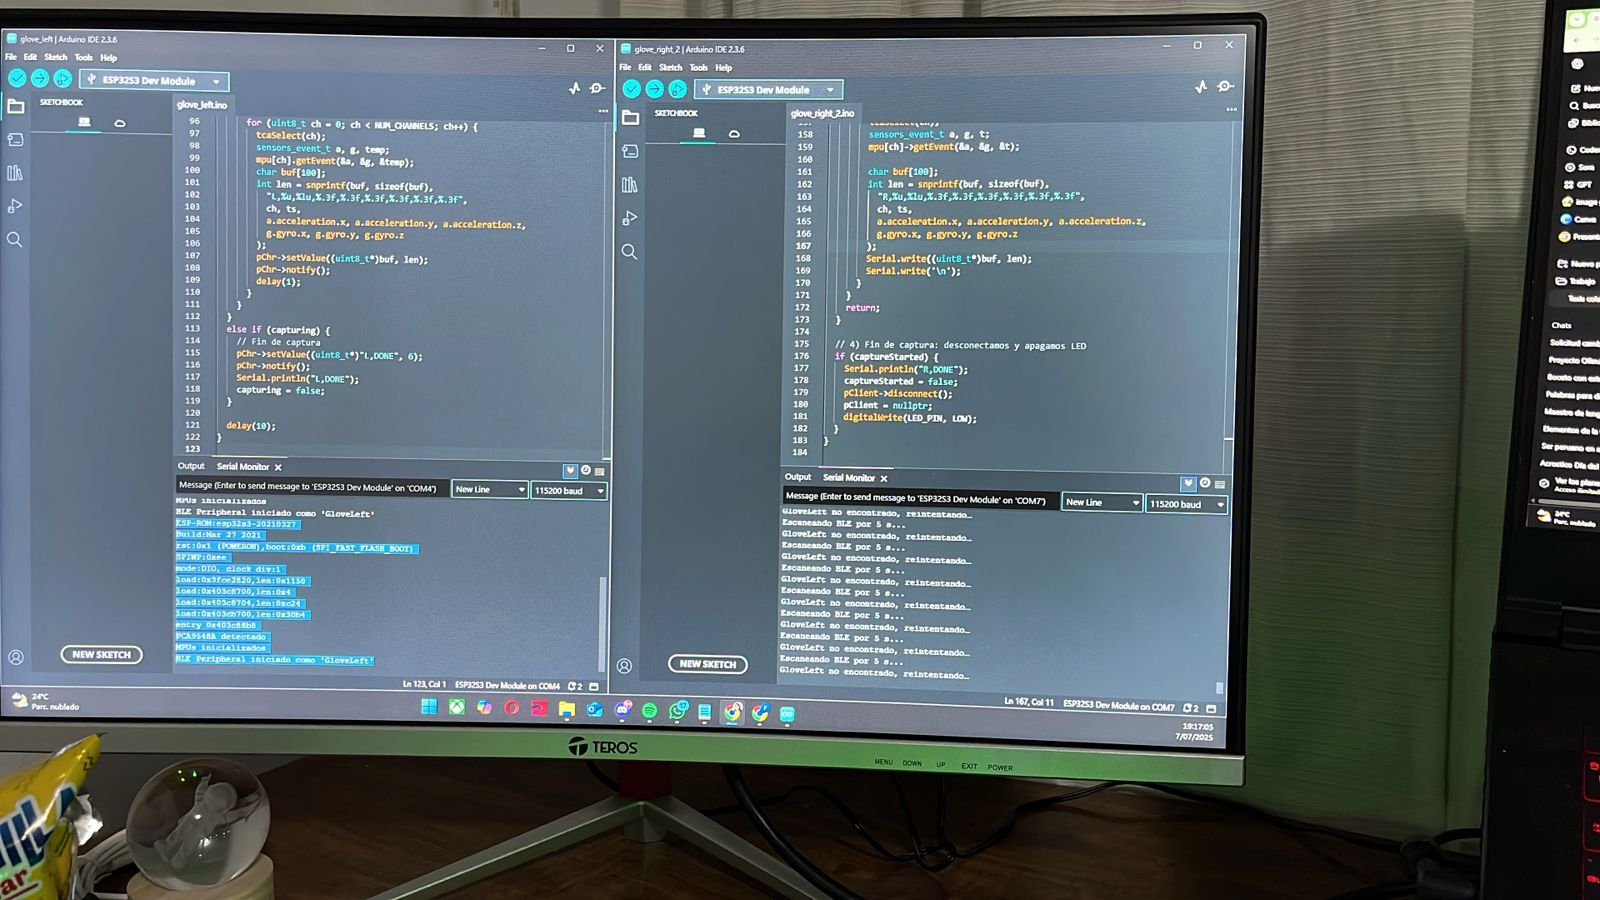 glove_left | Arduino IDE 2.3.6
File Edit Sketch Tools Help
ESP32S3 Dev Module
SKETCHBOOK
glove_left.ino
96 for (uint8_t ch = 0; ch < NUM_CHANNELS; ch++) {
97 tcaSelect(ch);
98 sensors_event_t a, g, temp;
99 mpu[ch].getEvent(&a, &g, &temp);
100 char buf[100];
101 int len = snprintf(buf, sizeof(buf),
102 "L,%u,%lu,%.3f,%.3f,%.3f,%.3f,%.3f,%.3f",
103 ch, ts,
104 a.acceleration.x, a.acceleration.y, a.acceleration.z,
105 g.gyro.x, g.gyro.y, g.gyro.z
106 );
107 pChr->setValue((uint8_t*)buf, len);
108 pChr->notify();
109 delay(1);
110 }
111 }
112 }
113 else if (capturing) {
114 // Fin de captura
115 pChr->setValue((uint8_t*)"L,DONE", 6);
116 pChr->notify();
117 Serial.println("L,DONE");
118 capturing = false;
119 }
120
121 delay(10);
122 }
123
Output Serial Monitor
Message (Enter to send message to 'ESP32S3 Dev Module' on 'COM4')
New Line
115200 baud
MPUs inicializados
BLE Peripheral iniciado como 'GloveLeft'
ESP-ROM:esp32s3-20210327
Build:Mar 27 2021
rst:0x1 (POWERON),boot:0xb (SPI_FAST_FLASH_BOOT)
SPIWP:0xee
mode:DIO, clock div:1
load:0x3fce2820,len:0x1150
load:0x403c8700,len:0x4
load:0x403c8704,len:0xc24
load:0x403cb700,len:0x30b4
entry 0x403c88b8
PCA9548A detectado
MPUs inicializados
BLE Peripheral iniciado como 'GloveLeft'
NEW SKETCH
Ln 123, Col 1 ESP32S3 Dev Module on COM4 2
glove_right_2 | Arduino IDE 2.3.6
File Edit Sketch Tools Help
ESP32S3 Dev Module
SKETCHBOOK
glove_right_2.ino
157 tcaSelect(ch);
158 sensors_event_t a, g, t;
159 mpu[ch]->getEvent(&a, &g, &t);
160
161 char buf[100];
162 int len = snprintf(buf, sizeof(buf),
163 "R,%u,%lu,%.3f,%.3f,%.3f,%.3f,%.3f,%.3f",
164 ch, ts,
165 a.acceleration.x, a.acceleration.y, a.acceleration.z,
166 g.gyro.x, g.gyro.y, g.gyro.z
167 );
168 Serial.write((uint8_t*)buf, len);
169 Serial.write('\n');
170 }
171 }
172 return;
173 }
174
175 // 4) Fin de captura: desconectamos y apagamos LED
176 if (captureStarted) {
177 Serial.println("R,DONE");
178 captureStarted = false;
179 pClient->disconnect();
180 pClient = nullptr;
181 digitalWrite(LED_PIN, LOW);
182 }
183 }
184
Output Serial Monitor
Message (Enter to send message to 'ESP32S3 Dev Module' on 'COM7')
New Line
115200 baud
GloveLeft no encontrado, reintentando…
Escaneando BLE por 5 s...
GloveLeft no encontrado, reintentando…
Escaneando BLE por 5 s...
GloveLeft no encontrado, reintentando…
Escaneando BLE por 5 s...
GloveLeft no encontrado, reintentando…
Escaneando BLE por 5 s...
GloveLeft no encontrado, reintentando…
Escaneando BLE por 5 s...
GloveLeft no encontrado, reintentando…
Escaneando BLE por 5 s...
GloveLeft no encontrado, reintentando…
Escaneando BLE por 5 s...
GloveLeft no encontrado, reintentando…
NEW SKETCH
Ln 167, Col 11 ESP32S3 Dev Module on COM7 2
24°C
Parc. nublado
19:17:05
7/07/2025
TEROS
MENU DOWN UP EXIT POWER
Sora
GPT
Canva
Nuevo
Trabajo
Chats
24°C
Parc. nublado
ar